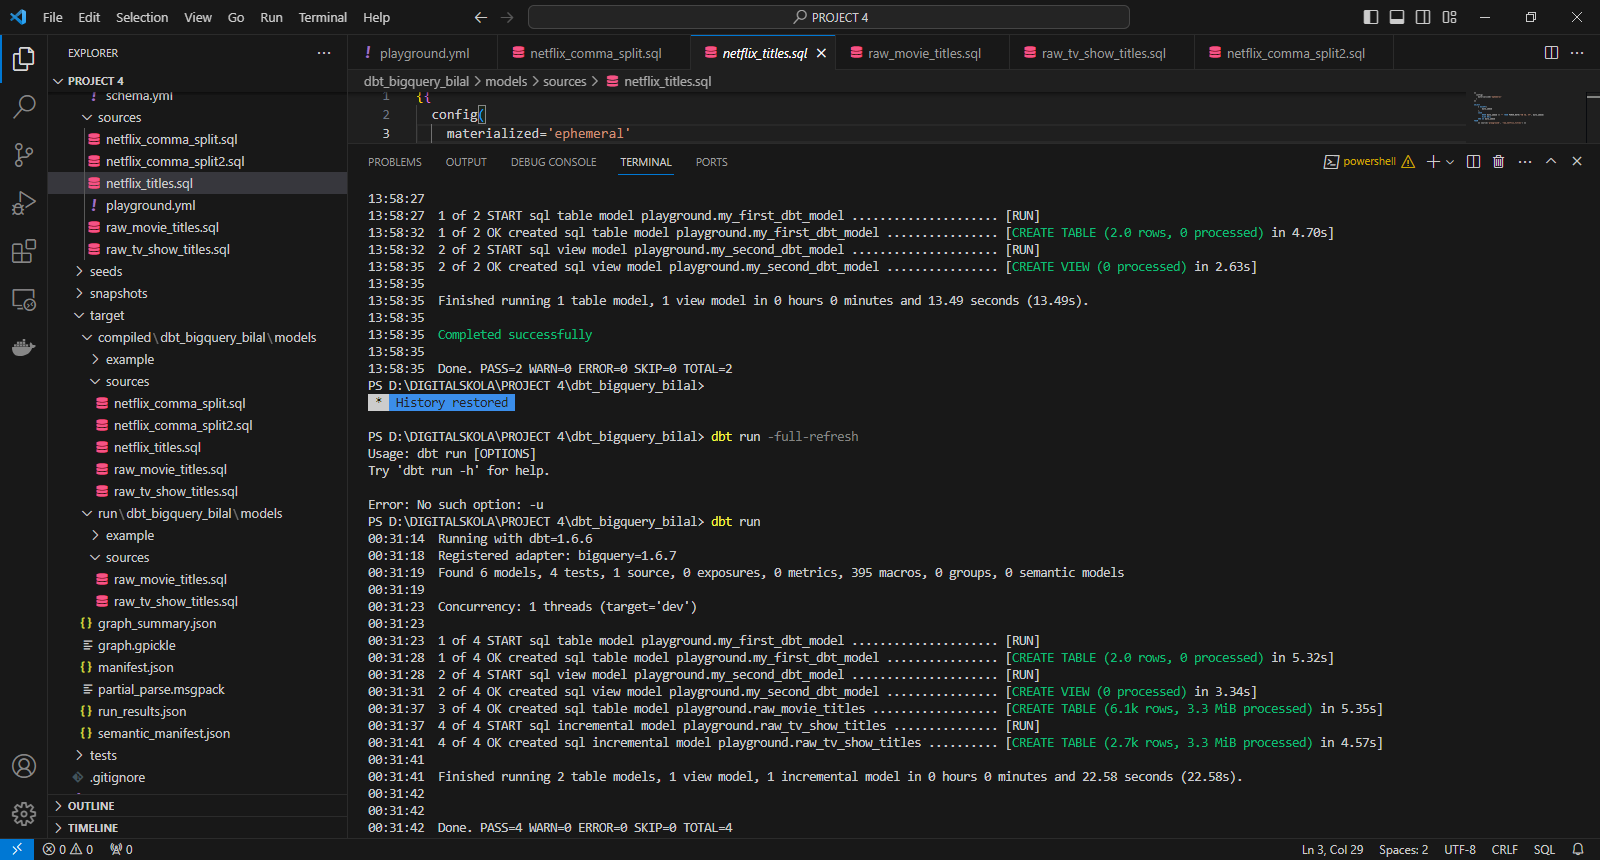 File Edit Selection View Go Run Terminal Help
PROJECT 4
EXPLORER
PROJECT 4
schema.yml
sources
netflix_comma_split.sql
netflix_comma_split2.sql
netflix_titles.sql
playground.yml
raw_movie_titles.sql
raw_tv_show_titles.sql
seeds
snapshots
target
compiled\dbt_bigquery_bilal\models
example
sources
netflix_comma_split.sql
netflix_comma_split2.sql
netflix_titles.sql
raw_movie_titles.sql
raw_tv_show_titles.sql
run\dbt_bigquery_bilal\models
example
sources
raw_movie_titles.sql
raw_tv_show_titles.sql
graph_summary.json
graph.gpickle
manifest.json
partial_parse.msgpack
run_results.json
semantic_manifest.json
tests
.gitignore
OUTLINE
TIMELINE
playground.yml netflix_comma_split.sql netflix_titles.sql raw_movie_titles.sql raw_tv_show_titles.sql netflix_comma_split2.sql
dbt_bigquery_bilal > models > sources > netflix_titles.sql
1 {{
2 config(
3 materialized='ephemeral'
PROBLEMS OUTPUT DEBUG CONSOLE TERMINAL PORTS
powershell
13:58:27
13:58:27 1 of 2 START sql table model playground.my_first_dbt_model ..................... [RUN]
13:58:32 1 of 2 OK created sql table model playground.my_first_dbt_model ................ [CREATE TABLE (2.0 rows, 0 processed) in 4.70s]
13:58:32 2 of 2 START sql view model playground.my_second_dbt_model ..................... [RUN]
13:58:35 2 of 2 OK created sql view model playground.my_second_dbt_model ................ [CREATE VIEW (0 processed) in 2.63s]
13:58:35
13:58:35 Finished running 1 table model, 1 view model in 0 hours 0 minutes and 13.49 seconds (13.49s).
13:58:35
13:58:35 Completed successfully
13:58:35
13:58:35 Done. PASS=2 WARN=0 ERROR=0 SKIP=0 TOTAL=2
PS D:\DIGITALSKOLA\PROJECT 4\dbt_bigquery_bilal>
* History restored
PS D:\DIGITALSKOLA\PROJECT 4\dbt_bigquery_bilal> dbt run -full-refresh
Usage: dbt run [OPTIONS]
Try 'dbt run -h' for help.
Error: No such option: -u
PS D:\DIGITALSKOLA\PROJECT 4\dbt_bigquery_bilal> dbt run
00:31:14 Running with dbt=1.6.6
00:31:18 Registered adapter: bigquery=1.6.7
00:31:19 Found 6 models, 4 tests, 1 source, 0 exposures, 0 metrics, 395 macros, 0 groups, 0 semantic models
00:31:19
00:31:23 Concurrency: 1 threads (target='dev')
00:31:23
00:31:23 1 of 4 START sql table model playground.my_first_dbt_model ..................... [RUN]
00:31:28 1 of 4 OK created sql table model playground.my_first_dbt_model ................ [CREATE TABLE (2.0 rows, 0 processed) in 5.32s]
00:31:28 2 of 4 START sql view model playground.my_second_dbt_model ..................... [RUN]
00:31:31 2 of 4 OK created sql view model playground.my_second_dbt_model ................ [CREATE VIEW (0 processed) in 3.34s]
00:31:37 3 of 4 OK created sql table model playground.raw_movie_titles .................. [CREATE TABLE (6.1k rows, 3.3 MiB processed) in 5.35s]
00:31:37 4 of 4 START sql incremental model playground.raw_tv_show_titles ............... [RUN]
00:31:41 4 of 4 OK created sql incremental model playground.raw_tv_show_titles .......... [CREATE TABLE (2.7k rows, 3.3 MiB processed) in 4.57s]
00:31:41
00:31:41 Finished running 2 table models, 1 view model, 1 incremental model in 0 hours 0 minutes and 22.58 seconds (22.58s).
00:31:42
00:31:42
00:31:42 Done. PASS=4 WARN=0 ERROR=0 SKIP=0 TOTAL=4
0 0 0 Ln 3, Col 29 Spaces: 2 UTF-8 CRLF SQL